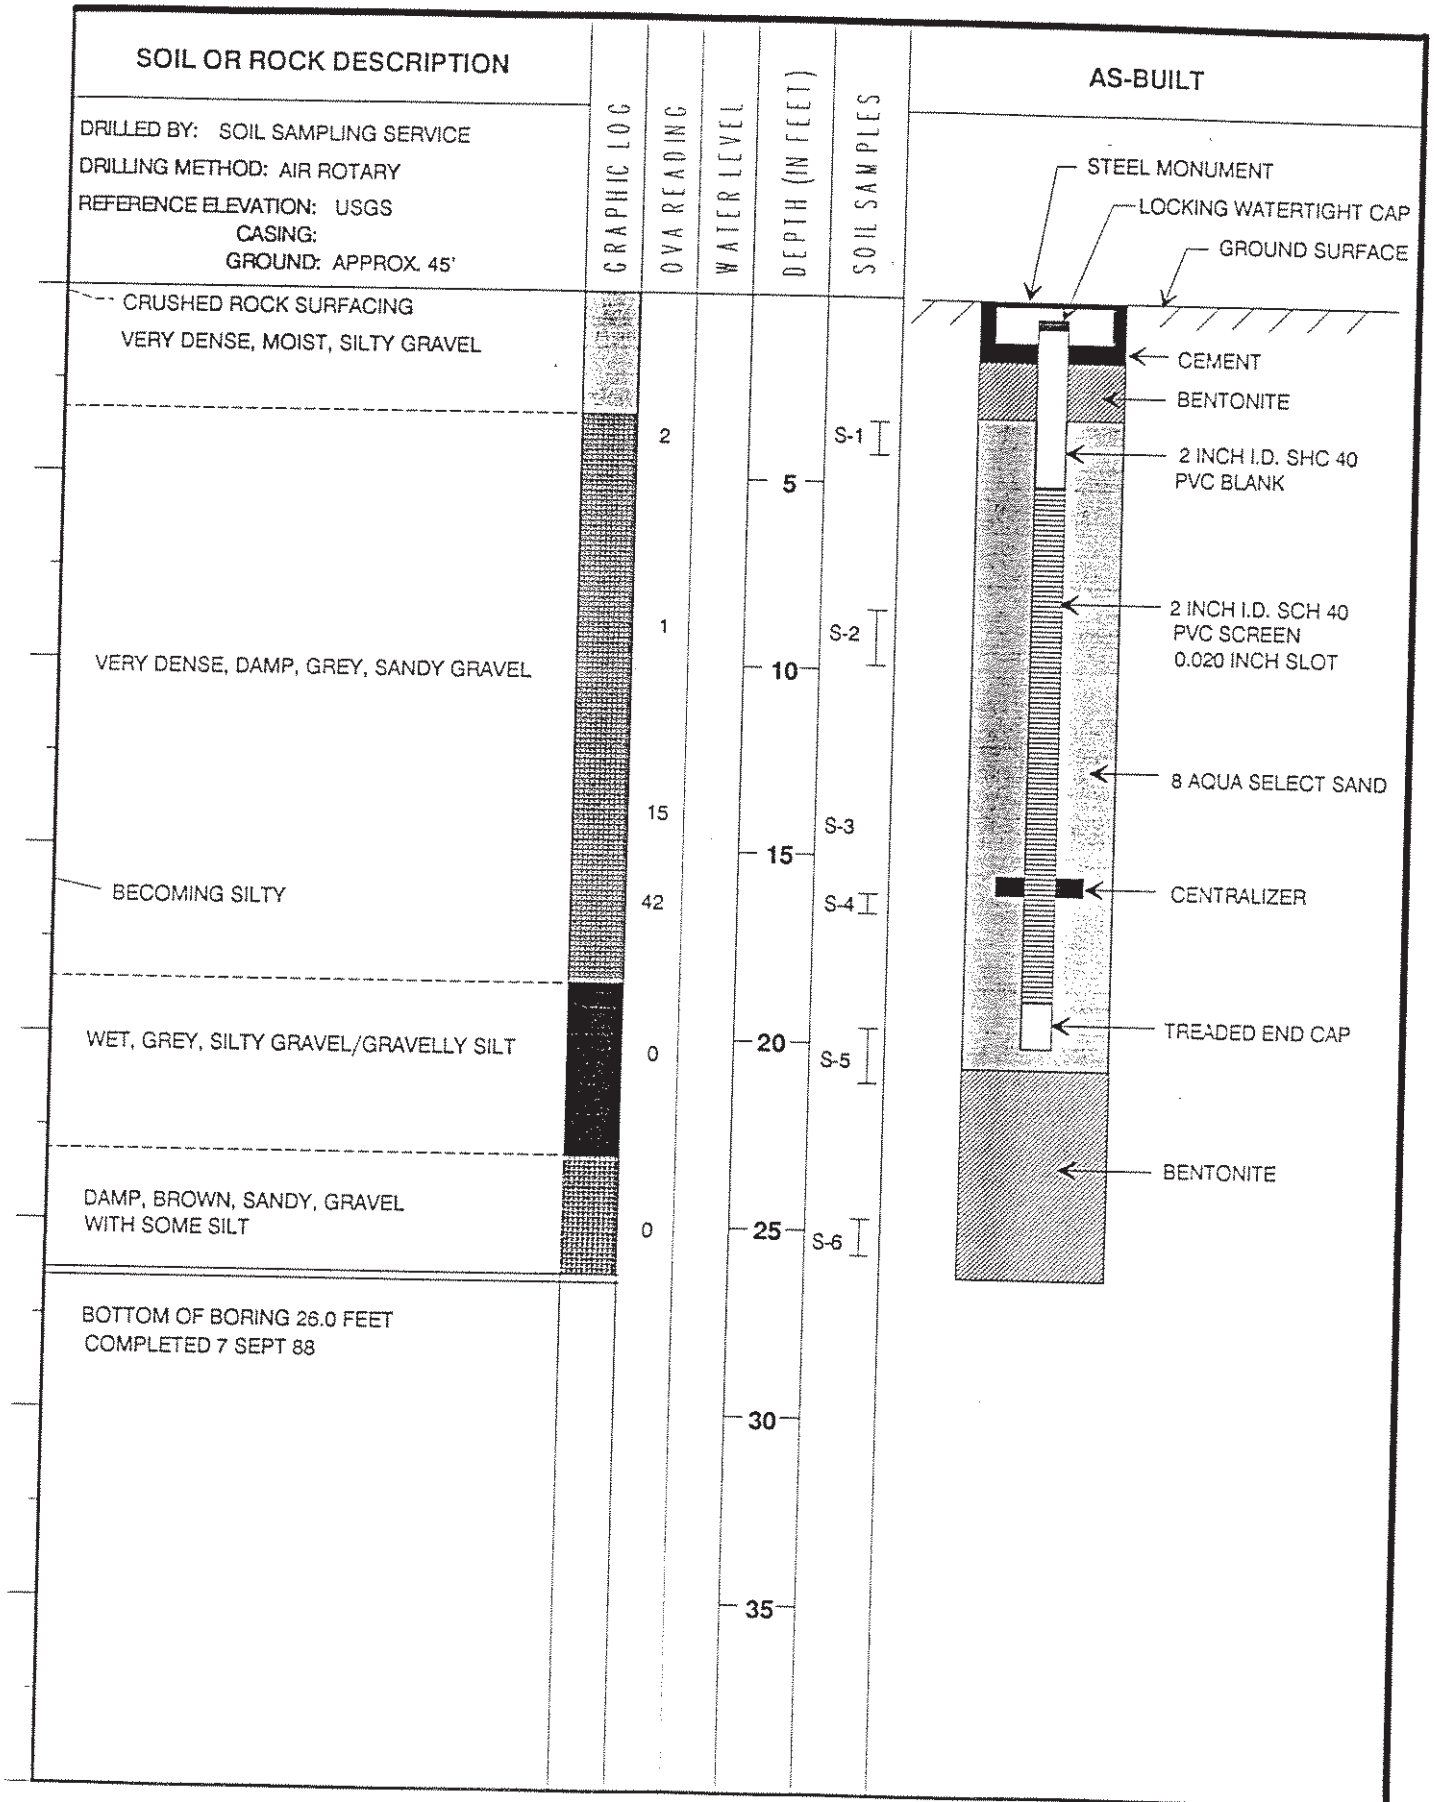 SOIL OR ROCK DESCRIPTION
DRILLED BY: SOIL SAMPLING SERVICE
DRILLING METHOD: AIR ROTARY
REFERENCE ELEVATION: USGS
CASING:
GROUND: APPROX. 45'
GRAPHIC LOG
OVA READING
WATER LEVEL
DEPTH (IN FEET)
SOIL SAMPLES
AS-BUILT
STEEL MONUMENT
LOCKING WATERTIGHT CAP
GROUND SURFACE
CRUSHED ROCK SURFACING
VERY DENSE, MOIST, SILTY GRAVEL
CEMENT
BENTONITE
2
S-1
2 INCH I.D. SHC 40
PVC BLANK
5
1
S-2
2 INCH I.D. SCH 40
PVC SCREEN
0.020 INCH SLOT
VERY DENSE, DAMP, GREY, SANDY GRAVEL
10
8 AQUA SELECT SAND
15
S-3
15
BECOMING SILTY
42
S-4
CENTRALIZER
WET, GREY, SILTY GRAVEL/GRAVELLY SILT
0
20
S-5
TREADED END CAP
BENTONITE
DAMP, BROWN, SANDY, GRAVEL
WITH SOME SILT
0
25
S-6
BOTTOM OF BORING 26.0 FEET
COMPLETED 7 SEPT 88
30
35